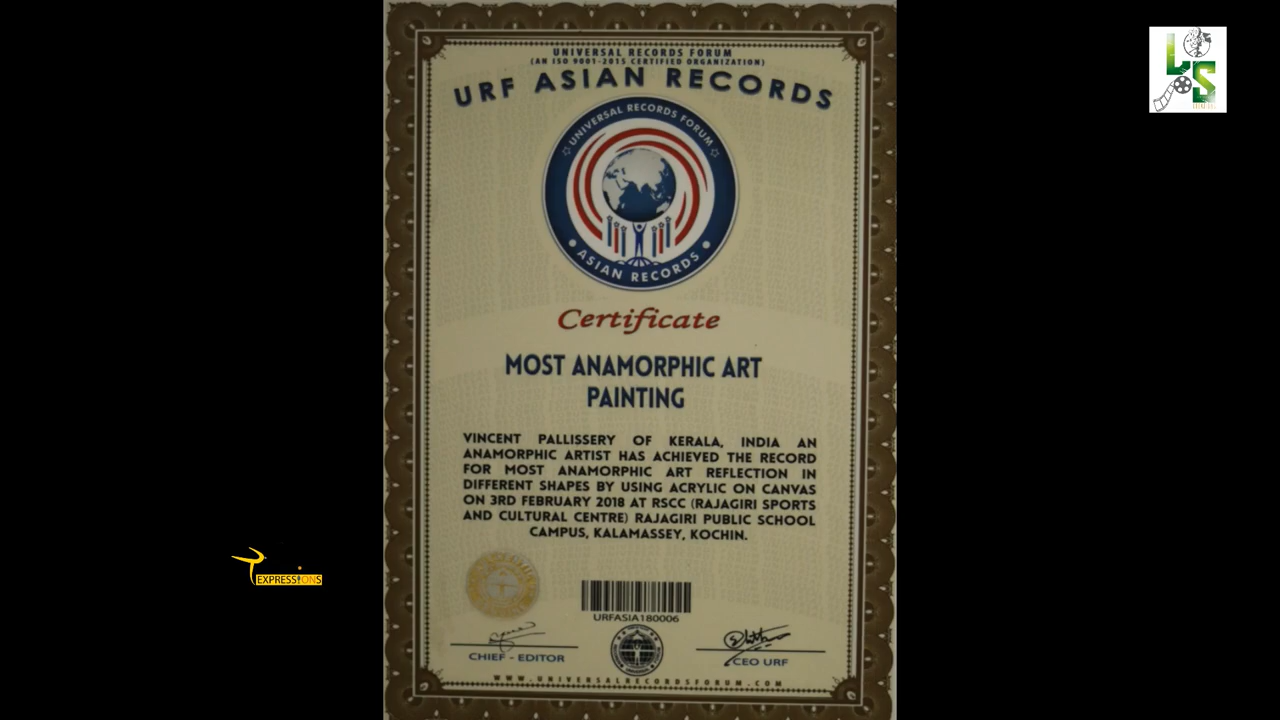 UNIVERSAL RECORDS FORUM
(AN ISO 9001-2015 CERTIFIED ORGANIZATION)
URF ASIAN RECORDS
UNIVERSAL RECORDS FORUM
ASIAN RECORDS
Certificate
MOST ANAMORPHIC ART
PAINTING
VINCENT PALLISSERY OF KERALA, INDIA AN
ANAMORPHIC ARTIST HAS ACHIEVED THE RECORD
FOR MOST ANAMORPHIC ART REFLECTION IN
DIFFERENT SHAPES BY USING ACRYLIC ON CANVAS
ON 3RD FEBRUARY 2018 AT RSCC (RAJAGIRI SPORTS
AND CULTURAL CENTRE) RAJAGIRI PUBLIC SCHOOL
CAMPUS, KALAMASSEY, KOCHIN.
URFASIA180006
CHIEF - EDITOR
CEO URF
WWW.UNIVERSALRECORDSFORUM.COM
EXPRESSIONS
LS